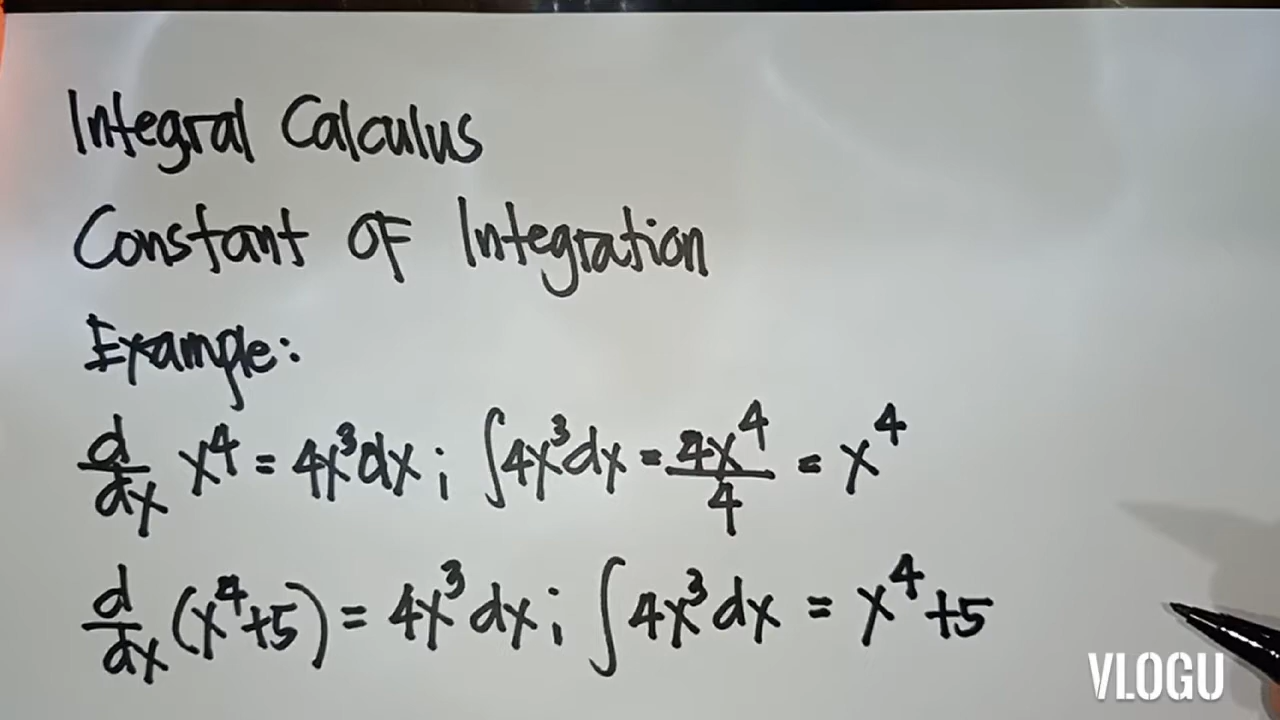 Integral Calculus
Constant OF Integration
Example:
d/dx x⁴ = 4x³dx; ∫4x³dx = 4x⁴/4 = x⁴
d/dx (x⁴+5) = 4x³dx; ∫4x³dx = x⁴+5
VLOGU